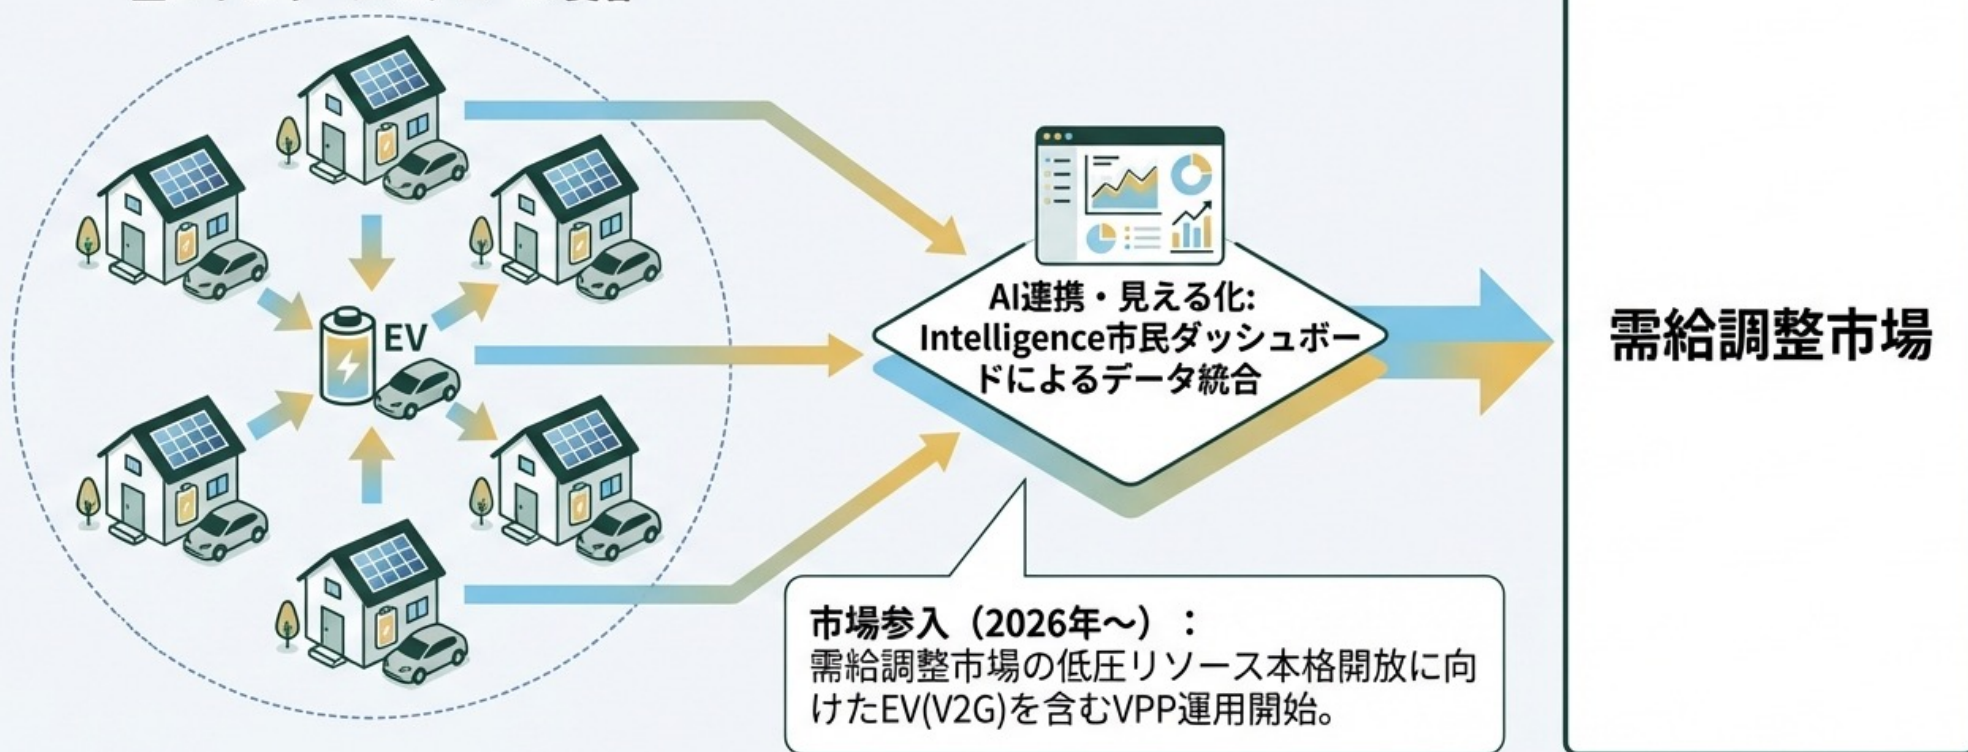 EV
AI連携・見える化:
Intelligence市民ダッシュボー
ドによるデータ統合
需給調整市場
市場参入（2026年～）：
需給調整市場の低圧リソース本格開放に向
けたEV(V2G)を含むVPP運用開始。